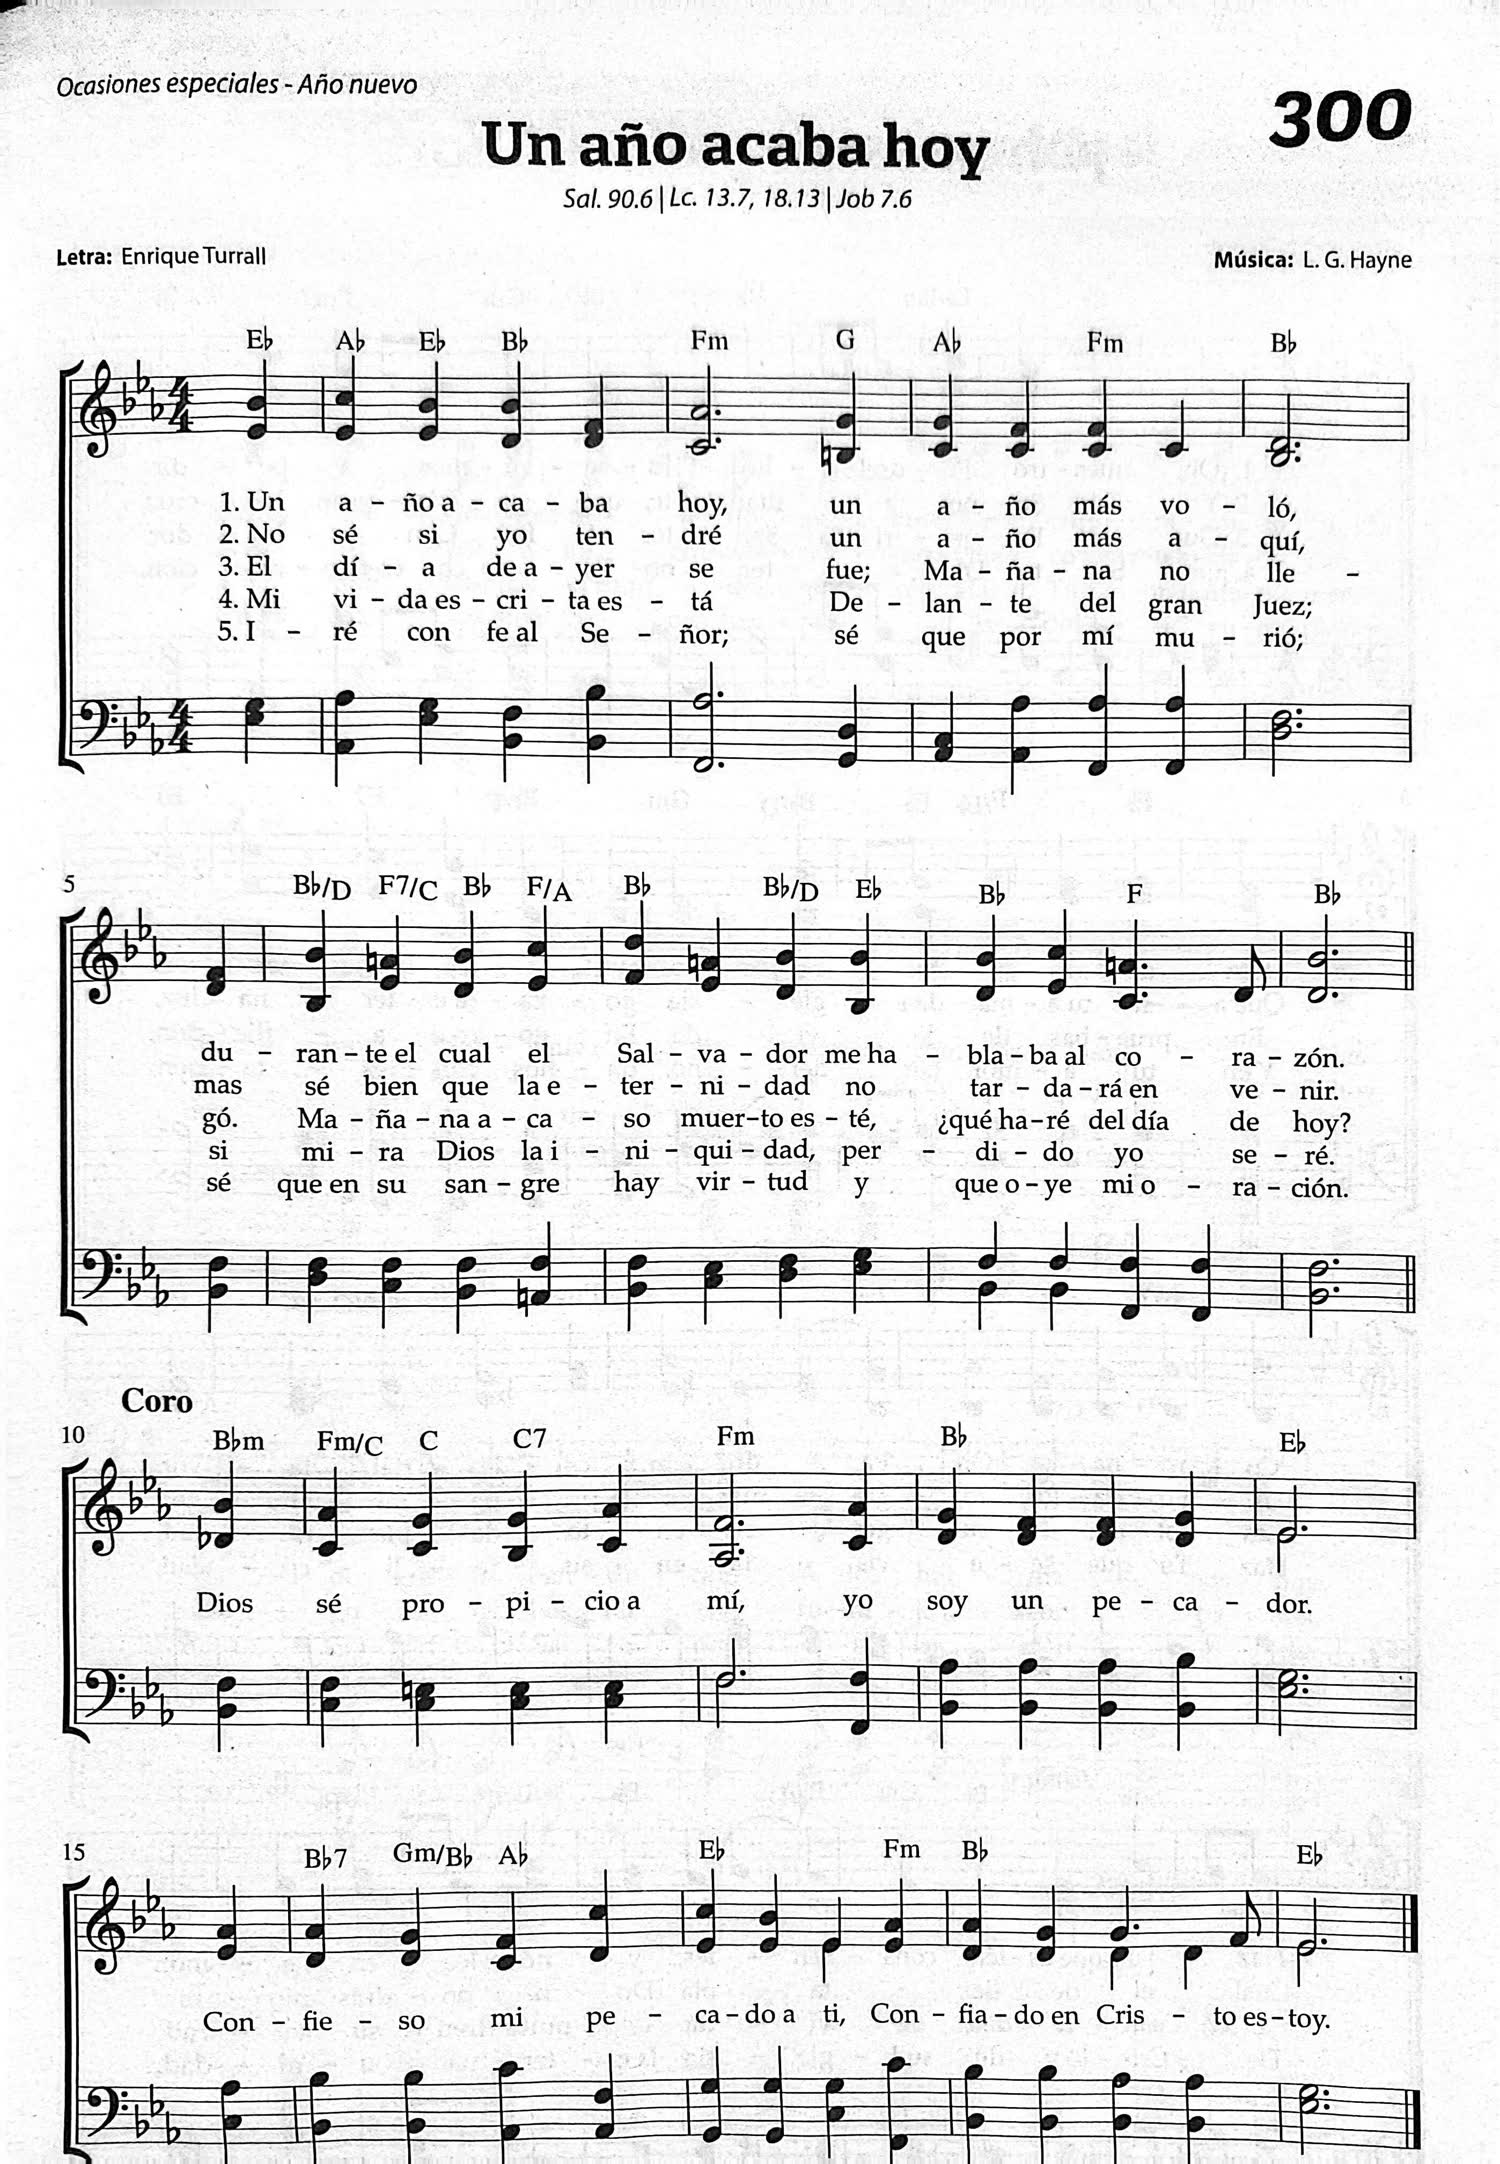 Ocasiones especiales - Año nuevo
300
Un año acaba hoy
Sal. 90.6 | Lc. 13.7, 18.13 | Job 7.6
Letra: Enrique Turrall
Música: L. G. Hayne
E♭ A♭ E♭ B♭ Fm G A♭ Fm B♭
4 4
1. Un a – ño a – ca – ba hoy, un a – ño más vo – ló,
2. No sé si yo ten – dré un a – ño más a – quí,
3. El dí – a de a – yer se fue; Ma – ña – na no lle –
4. Mi vi – da es – cri – ta es – tá De – lan – te del gran Juez;
5. I – ré con fe al Se – ñor; sé que por mí mu – rió;
4 4
5
B♭/D F7/C B♭ F/A B♭ B♭/D E♭ B♭ F B♭
du – ran – te el cual el Sal – va – dor me ha – bla – ba al co – ra – zón.
mas sé bien que la e – ter – ni – dad no tar – da – rá en ve – nir.
gó. Ma – ña – na a – ca – so muer – to es – té, ¿qué ha – ré del día de hoy?
si mi – ra Dios la i – ni – qui – dad, per – di – do yo se – ré.
sé que en su san – gre hay vir – tud y que o – ye mi o – ra – ción.
Coro
10
B♭m Fm/C C C7 Fm B♭ E♭
Dios sé pro – pi – cio a mí, yo soy un pe – ca – dor.
15
B♭7 Gm/B♭ A♭ E♭ Fm B♭ E♭
Con – fie – so mi pe – ca – do a ti, Con – fia – do en Cris – to es – toy.